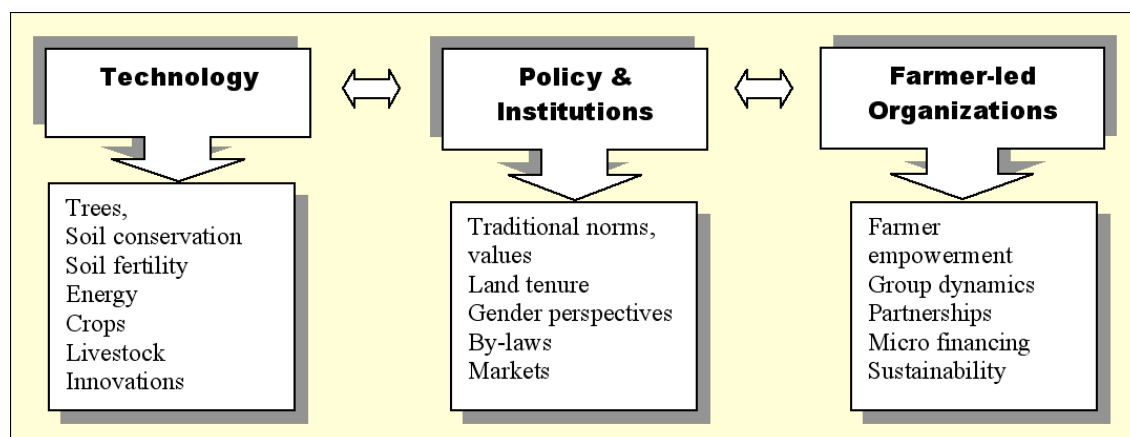 Technology
Trees,
Soil conservation
Soil fertility
Energy
Crops
Livestock
Innovations
Policy &
Institutions
Traditional norms,
values
Land tenure
Gender perspectives
By-laws
Markets
Farmer-led
Organizations
Farmer
empowerment
Group dynamics
Partnerships
Micro financing
Sustainability